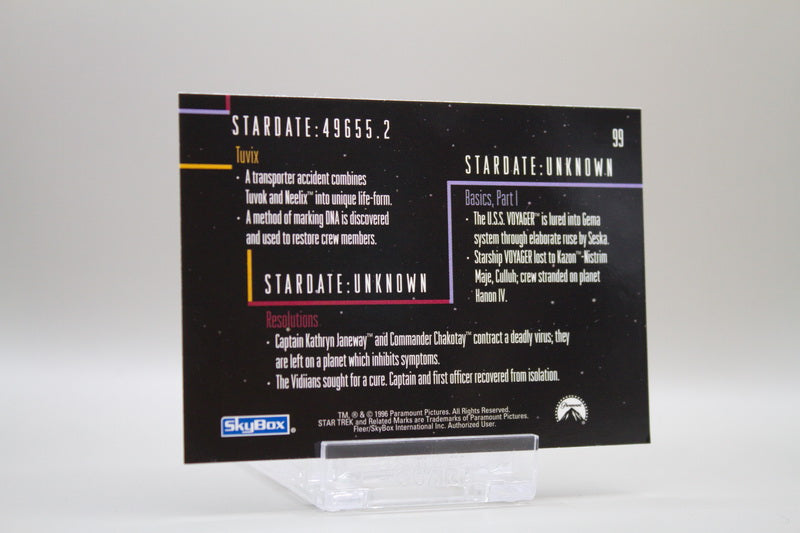 99
STARDATE:49655.2
Tuvix
• A transporter accident combines
Tuvok and Neelix™ into unique life-form.
• A method of marking DNA is discovered
and used to restore crew members.
STARDATE:UNKNOWN
Basics, Part I
• The U.S.S. VOYAGER™ is lured into Gema
system through elaborate ruse by Seska.
• Starship VOYAGER lost to Kazon™-Nistrim
Maje, Culluh; crew stranded on planet
Hanon IV.
STARDATE:UNKNOWN
Resolutions
• Captain Kathryn Janeway™ and Commander Chakotay™ contract a deadly virus; they
are left on a planet which inhibits symptoms.
• The Vidiians sought for a cure. Captain and first officer recovered from isolation.
SkyBox®
TM, ® & © 1996 Paramount Pictures. All Rights Reserved.
STAR TREK and Related Marks are Trademarks of Paramount Pictures.
Fleer/SkyBox International Inc. Authorized User.
Paramount